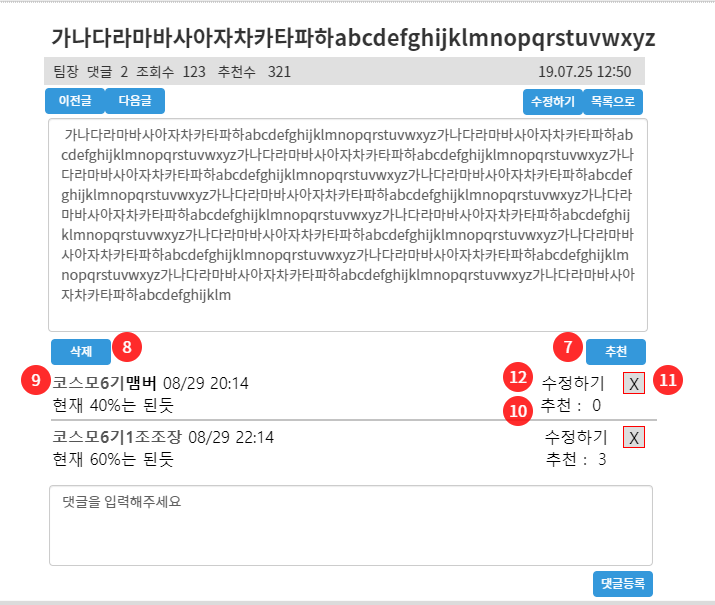 가나다라마바사아자차카타파하abcdefghijklmnopqrstuvwxyz
팀장 댓글 2 조회수 123 추천수 321 19.07.25 12:50
이전글 다음글 수정하기 목록으로
가나다라마바사아자차카타파하abcdefghijklmnopqrstuvwxyz가나다라마바사아자차카타파하ab
cdefghijklmnopqrstuvwxyz가나다라마바사아자차카타파하abcdefghijklmnopqrstuvwxyz가나
다라마바사아자차카타파하abcdefghijklmnopqrstuvwxyz가나다라마바사아자차카타파하abcdef
ghijklmnopqrstuvwxyz가나다라마바사아자차카타파하abcdefghijklmnopqrstuvwxyz가나다라
마바사아자차카타파하abcdefghijklmnopqrstuvwxyz가나다라마바사아자차카타파하abcdefghij
klmnopqrstuvwxyz가나다라마바사아자차카타파하abcdefghijklmnopqrstuvwxyz가나다라마바
사아자차카타파하abcdefghijklmnopqrstuvwxyz가나다라마바사아자차카타파하abcdefghijklm
nopqrstuvwxyz가나다라마바사아자차카타파하abcdefghijklmnopqrstuvwxyz가나다라마바사아
자차카타파하abcdefghijklm
삭제 8 7 추천
9 코스모6기맴버 08/29 20:14 12 수정하기 X 11
현재 40%는 된듯 10 추천 : 0
코스모6기1조조장 08/29 22:14 수정하기 X
현재 60%는 된듯 추천 : 3
댓글을 입력해주세요
댓글등록